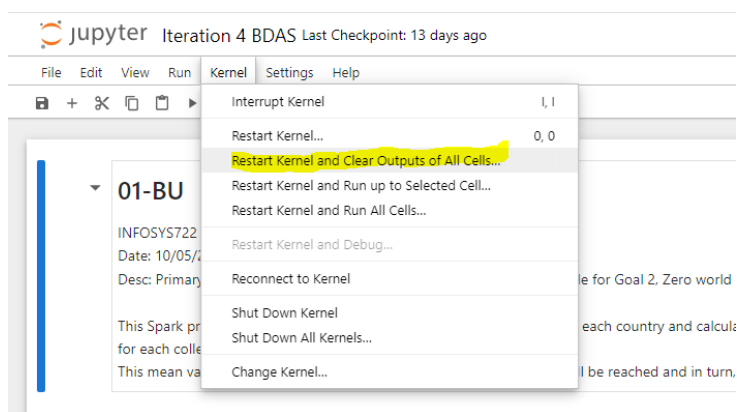 jupyter Iteration 4 BDAS Last Checkpoint: 13 days ago
File Edit View Run Kernel Settings Help
Interrupt Kernel I, I
Restart Kernel... 0, 0
Restart Kernel and Clear Outputs of All Cells...
Restart Kernel and Run up to Selected Cell...
Restart Kernel and Run All Cells...
Restart Kernel and Debug...
Reconnect to Kernel
Shut Down Kernel
Shut Down All Kernels...
Change Kernel...
01-BU
INFOSYS722
Date: 10/05/2
Desc: Primary le for Goal 2, Zero world
This Spark pr each country and calcula
for each colle
This mean va l be reached and in turn,